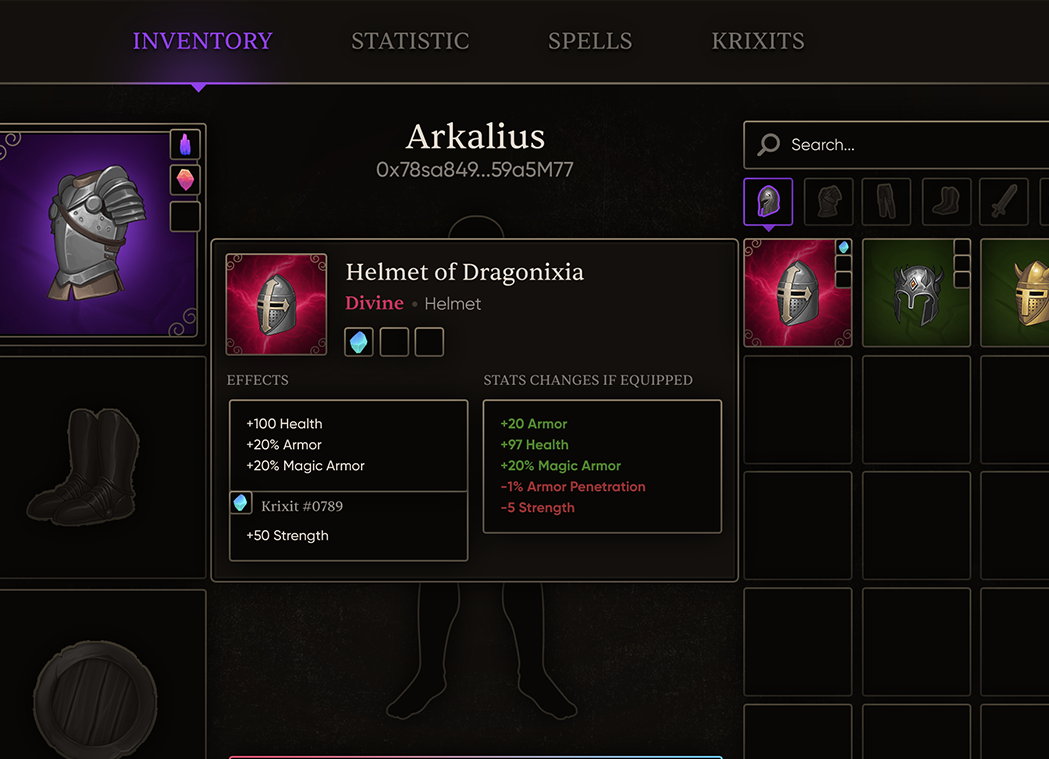 INVENTORY STATISTIC SPELLS KRIXITS
Arkalius
0x78sa849...59a5M77
Search...
Helmet of Dragonixia
Divine • Helmet
EFFECTS
+100 Health
+20% Armor
+20% Magic Armor
Krixit #0789
+50 Strength
STATS CHANGES IF EQUIPPED
+20 Armor
+97 Health
+20% Magic Armor
-1% Armor Penetration
-5 Strength